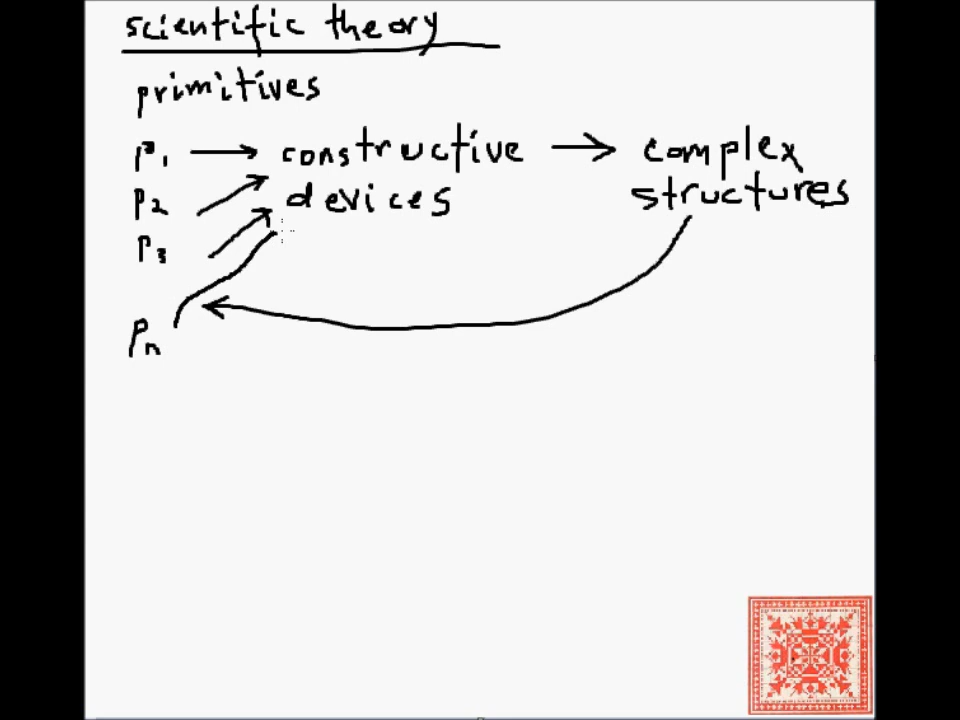 scientific theory
primitives
P1 → constructive → complex
P2 devices structures
P3
Pn